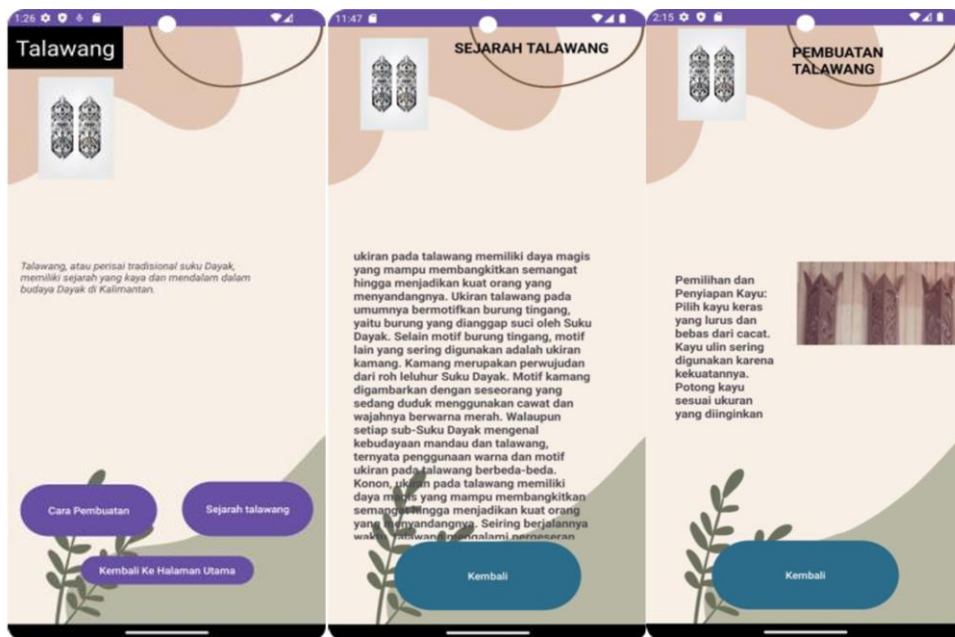 1:26
Talawang
Talawang, atau perisai tradisional suku Dayak,
memiliki sejarah yang kaya dan mendalam dalam
budaya Dayak di Kalimantan.
Cara Pembuatan
Sejarah talawang
Kembali Ke Halaman Utama
11:47
SEJARAH TALAWANG
ukiran pada talawang memiliki daya magis
yang mampu membangkitkan semangat
hingga menjadikan kuat orang yang
menyandangnya. Ukiran talawang pada
umumnya bermotifkan burung tingang,
yaitu burung yang dianggap suci oleh Suku
Dayak. Selain motif burung tingang, motif
lain yang sering digunakan adalah ukiran
kamang. Kamang merupakan perwujudan
dari roh leluhur Suku Dayak. Motif kamang
digambarkan dengan seseorang yang
sedang duduk menggunakan cawat dan
wajahnya berwarna merah. Walaupun
setiap sub-Suku Dayak mengenal
kebudayaan mandau dan talawang,
ternyata penggunaan warna dan motif
ukiran pada talawang berbeda-beda.
Konon, ukiran pada talawang memiliki
daya magis yang mampu membangkitkan
semangat hingga menjadikan kuat orang
yang menyandangnya. Seiring berjalannya
waktu, talawang mengalami pergeseran
Kembali
2:15
PEMBUATAN
TALAWANG
Pemilihan dan
Penyiapan Kayu:
Pilih kayu keras
yang lurus dan
bebas dari cacat.
Kayu ulin sering
digunakan karena
kekuatannya.
Potong kayu
sesuai ukuran
yang diinginkan
Kembali